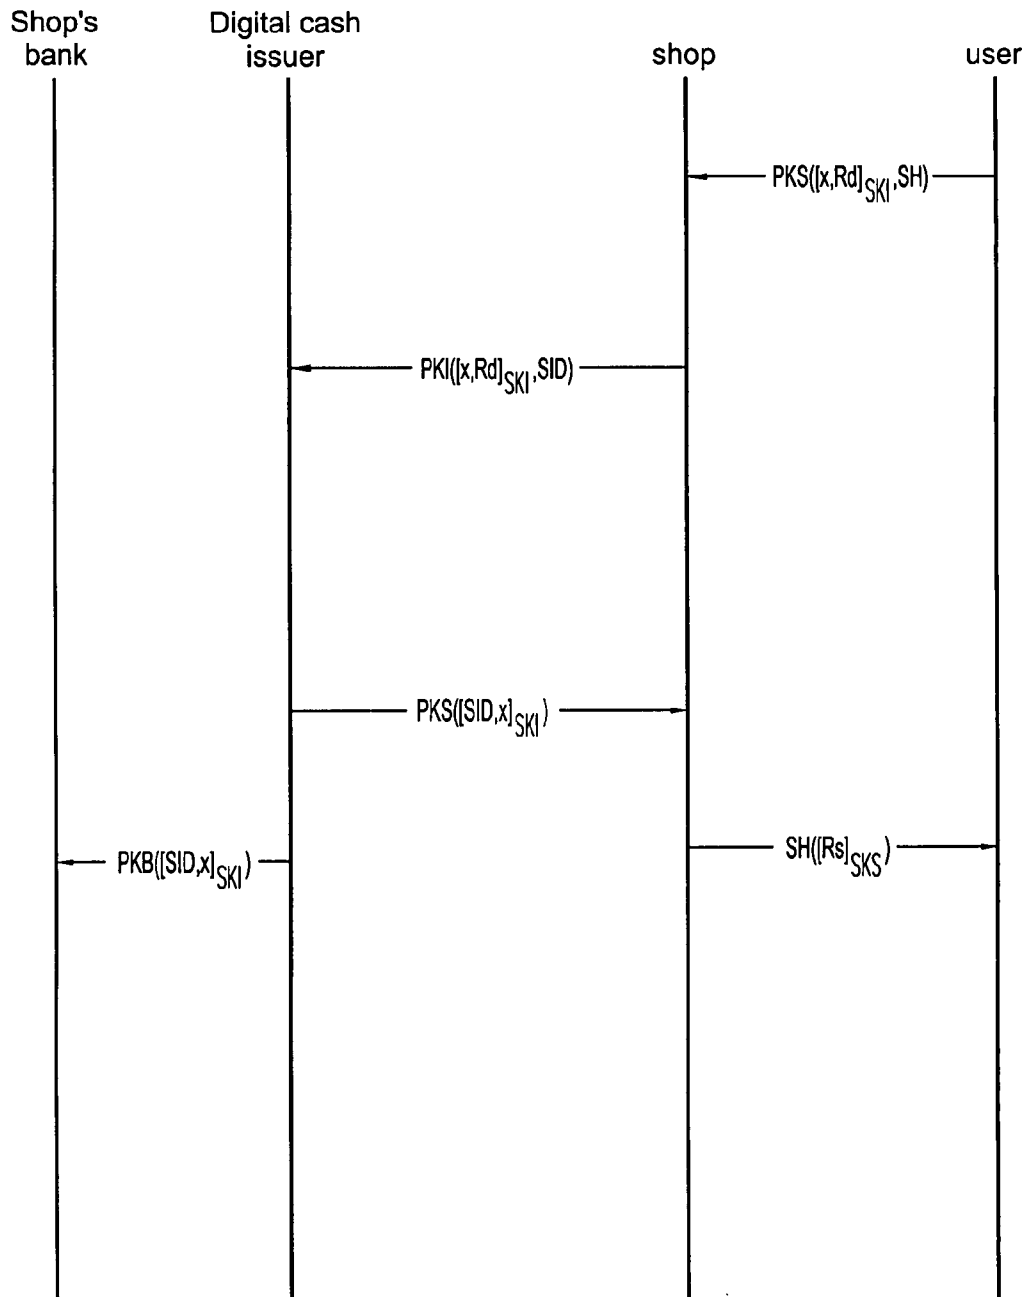 Shop's
bank
Digital cash
issuer
shop
user
PKS([x,Rd]SKI,SH)
PKI([x,Rd]SKI,SID)
PKS([SID,x]SKI)
SH([Rs]SKS)
PKB([SID,x]SKI)